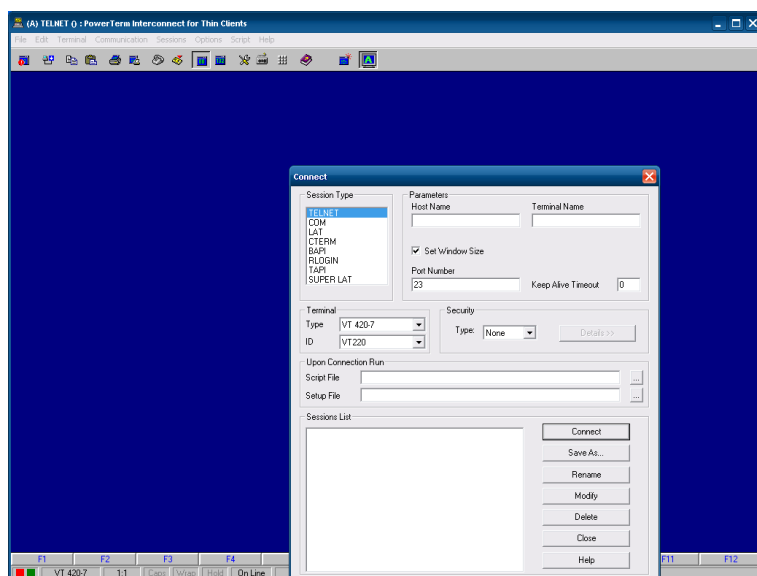 (A) TELNET () : PowerTerm Interconnect for Thin Clients
File Edit Terminal Communication Sessions Options Script Help
Connect
Session Type
TELNET
COM
LAT
CTERM
BAPI
RLOGIN
TAPI
SUPER LAT
Parameters
Host Name Terminal Name
Set Window Size
Port Number
23 Keep Alive Timeout 0
Terminal
Type VT 420-7
ID VT220
Security
Type: None Details >>
Upon Connection Run
Script File ...
Setup File ...
Sessions List
Connect
Save As...
Rename
Modify
Delete
Close
Help
F1 F2 F3 F4 F11 F12
VT 420-7 1:1 Caps Wrap Hold On Line